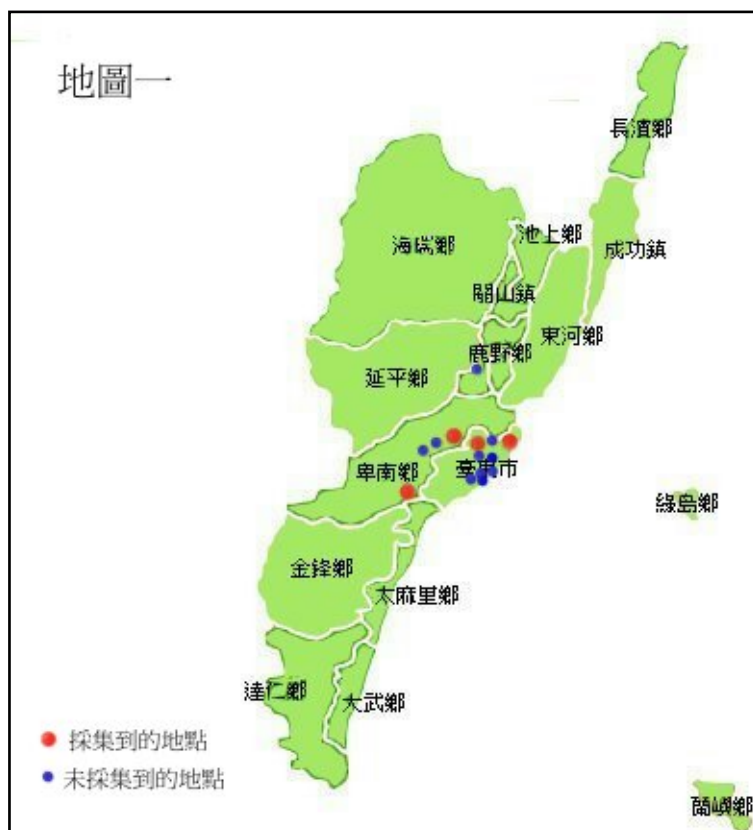 地圖一
長濱鄉
池上鄉
海瑞鄉
成功鎮
關山鎮
東河鄉
鹿野鄉
延平鄉
臺東市
卑南鄉
綠島鄉
金鋒鄉
太麻里鄉
達仁鄉
大武鄉
採集到的地點
未採集到的地點
蘭嶼鄉